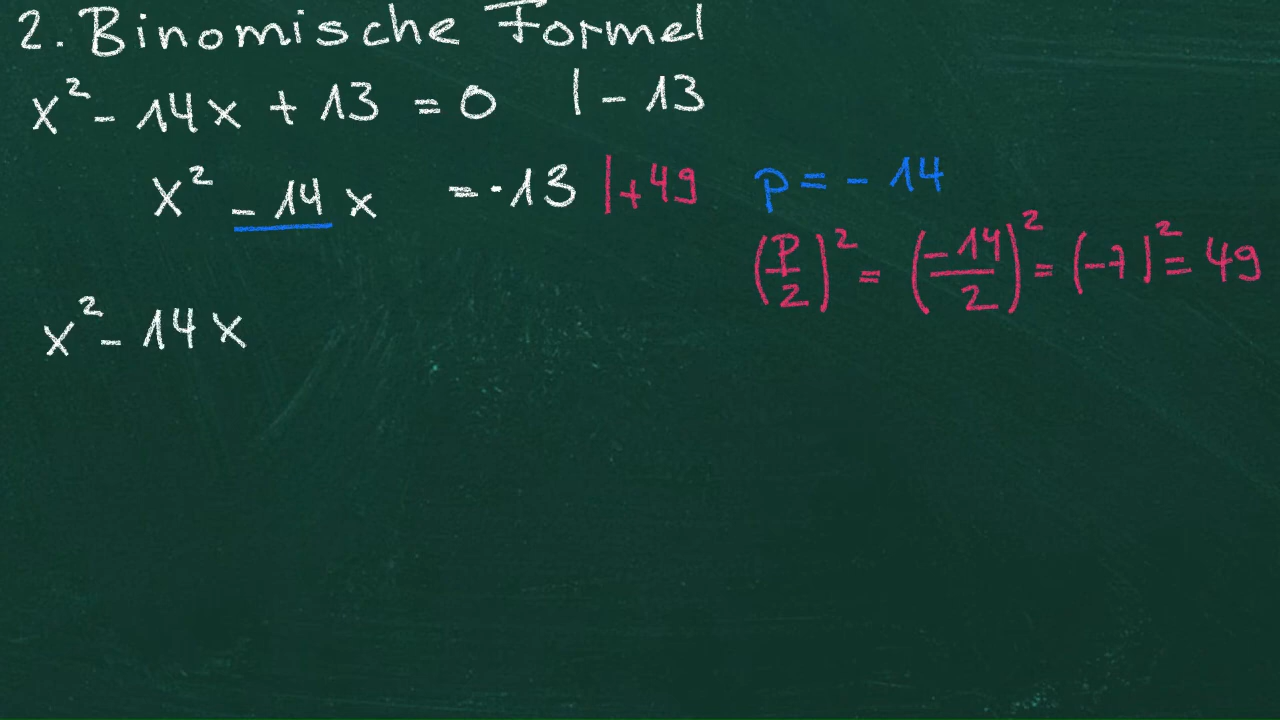 2. Binomische Formel
x² - 14x + 13 = 0 | - 13
x² - 14 x = - 13 | + 49
p = - 14
(p/2)² = (-14/2)² = (-7)² = 49
x² - 14 x